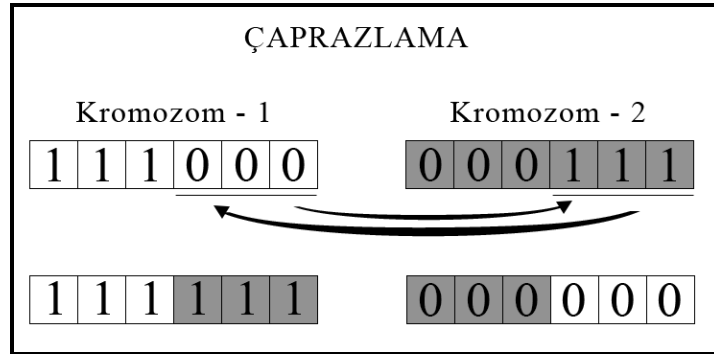 ÇAPRAZLAMA
Kromozom - 1 Kromozom - 2
1 1 1 0 0 0 0 0 0 1 1 1
1 1 1 1 1 1 0 0 0 0 0 0